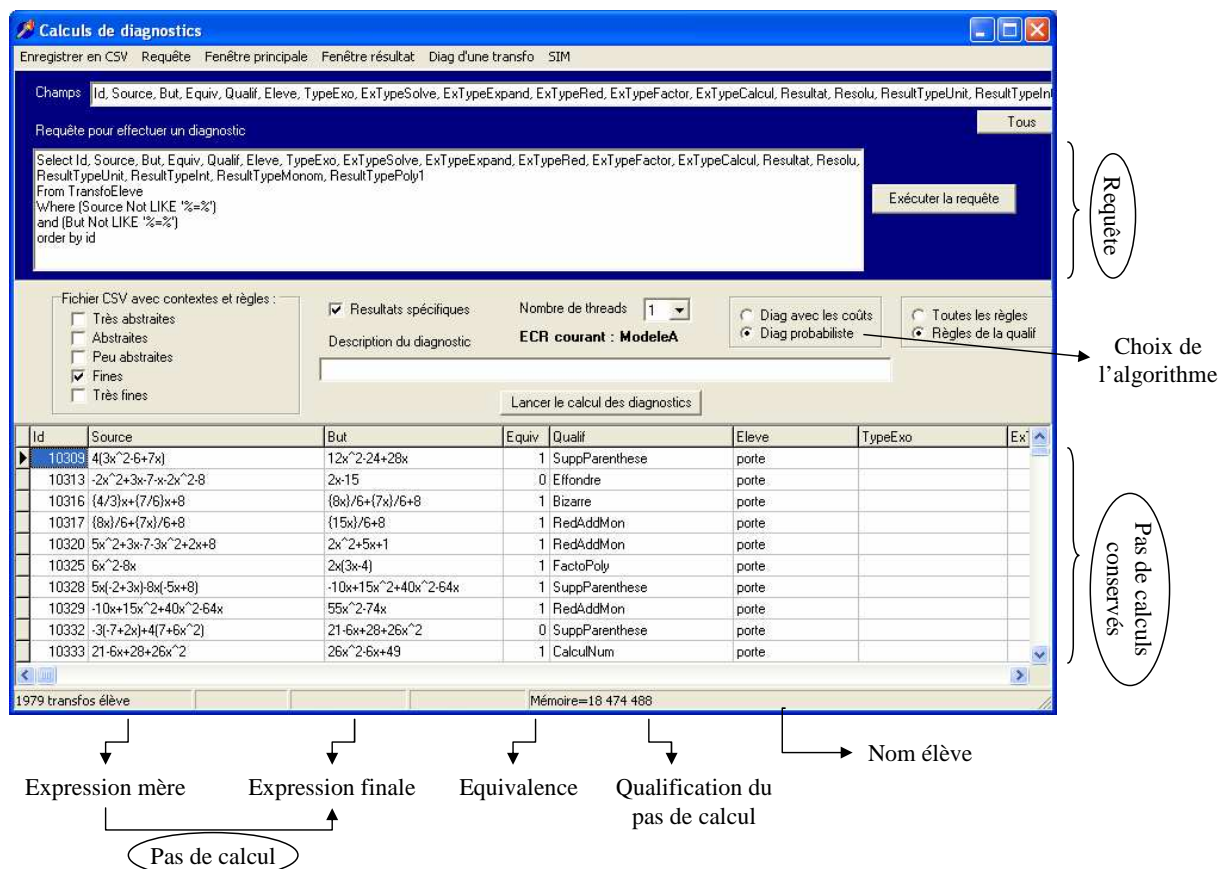 Calculs de diagnostics
Enregistrer en CSV Requête Fenêtre principale Fenêtre résultat Diag d'une transfo SIM
Champs Id, Source, But, Equiv, Qualif, Eleve, TypeExo, ExTypeSolve, ExTypeExpand, ExTypeRed, ExTypeFactor, ExTypeCalcul, Resultat, Resolu, ResultTypeUnit, ResultTypeInt
Tous
Requête pour effectuer un diagnostic
Select Id, Source, But, Equiv, Qualif, Eleve, TypeExo, ExTypeSolve, ExTypeExpand, ExTypeRed, ExTypeFactor, ExTypeCalcul, Resultat, Resolu,
ResultTypeUnit, ResultTypeInt, ResultTypeMonom, ResultTypePoly1
From TransfoEleve
Where (Source Not LIKE '%=%')
and (But Not LIKE '%=%')
order by id
Exécuter la requête
Requête
Fichier CSV avec contextes et règles :
Très abstraites
Abstraites
Peu abstraites
Fines
Très fines
Resultats spécifiques
Nombre de threads 1
Description du diagnostic
ECR courant : ModeleA
Diag avec les coûts
Diag probabiliste
Toutes les règles
Règles de la qualif
Lancer le calcul des diagnostics
Choix de
l'algorithme
Id Source But Equiv Qualif Eleve TypeExo ExT
10309 4(3x^2-6+7x) 12x^2-24+28x 1 SuppParenthese porte
10313 -2x^2+3x-7-x-2x^2-8 2x-15 0 Effondre porte
10316 {4/3}x+{7/6}x+8 {8x}/6+{7x}/6+8 1 Bizarre porte
10317 {8x}/6+{7x}/6+8 {15x}/6+8 1 RedAddMon porte
10320 5x^2+3x-7-3x^2+2x+8 2x^2+5x+1 1 RedAddMon porte
10325 6x^2-8x 2x(3x-4) 1 FactoPoly porte
10328 5x(-2+3x)-8x(-5x+8) -10x+15x^2+40x^2-64x 1 SuppParenthese porte
10329 -10x+15x^2+40x^2-64x 55x^2-74x 1 RedAddMon porte
10332 -3(-7+2x)+4(7+6x^2) 21-6x+28+26x^2 0 SuppParenthese porte
10333 21-6x+28+26x^2 26x^2-6x+49 1 CalculNum porte
Pas de calculs
conservés
1979 transfos élève Mémoire=18 474 488
Nom élève
Expression mère Expression finale Equivalence Qualification du
pas de calcul
Pas de calcul